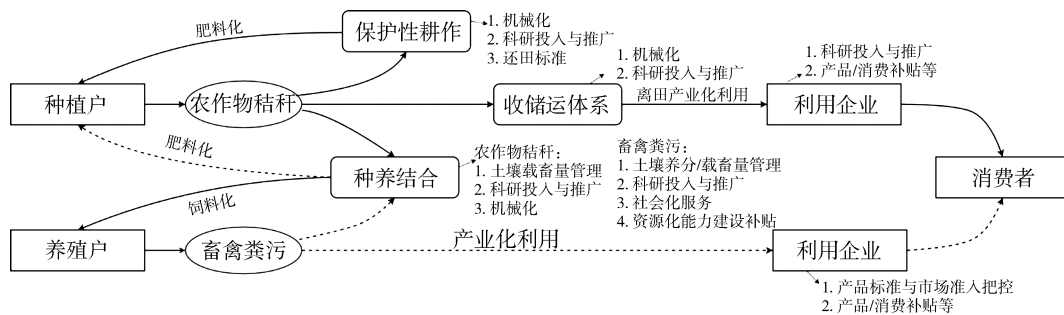 肥料化
保护性耕作
1. 机械化
2. 科研投入与推广
3. 还田标准
1. 机械化
2. 科研投入与推广
1. 科研投入与推广
2. 产品/消费补贴等
种植户
农作物秸秆
收储运体系
离田产业化利用
利用企业
肥料化
种养结合
农作物秸秆：
1. 土壤载畜量管理
2. 科研投入与推广
3. 机械化
畜禽粪污：
1. 土壤养分/载畜量管理
2. 科研投入与推广
3. 社会化服务
4. 资源化能力建设补贴
消费者
饲料化
养殖户
畜禽粪污
产业化利用
利用企业
1. 产品标准与市场准入把控
2. 产品/消费补贴等